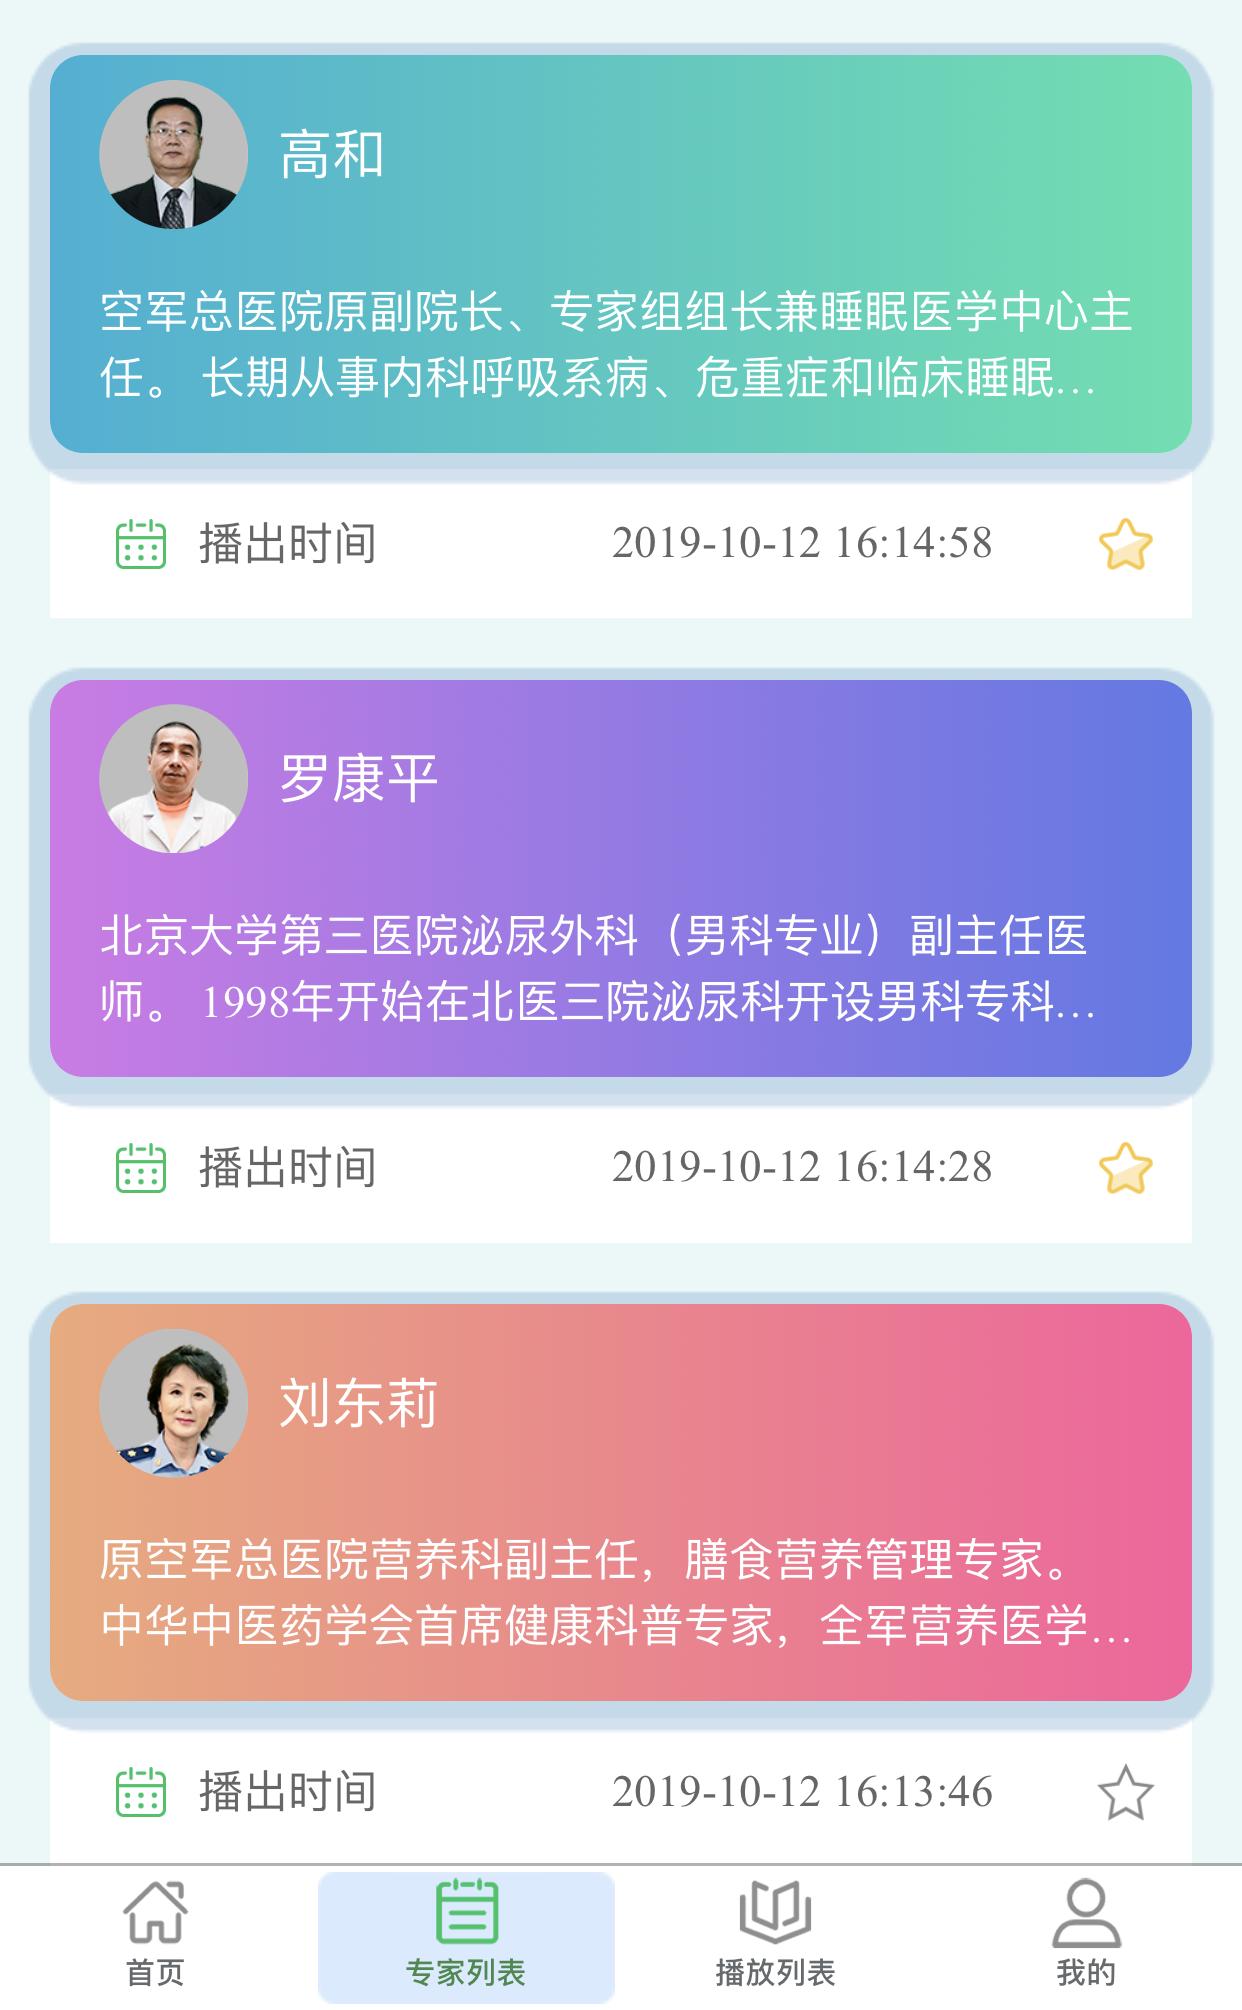 高和
空军总医院原副院长、专家组组长兼睡眠医学中心主
任。 长期从事内科呼吸系病、危重症和临床睡眠...
播出时间 2019-10-12 16:14:58
罗康平
北京大学第三医院泌尿外科（男科专业）副主任医
师。 1998年开始在北医三院泌尿科开设男科专科...
播出时间 2019-10-12 16:14:28
刘东莉
原空军总医院营养科副主任，膳食营养管理专家。
中华中医药学会首席健康科普专家，全军营养医学...
播出时间 2019-10-12 16:13:46
首页 专家列表 播放列表 我的